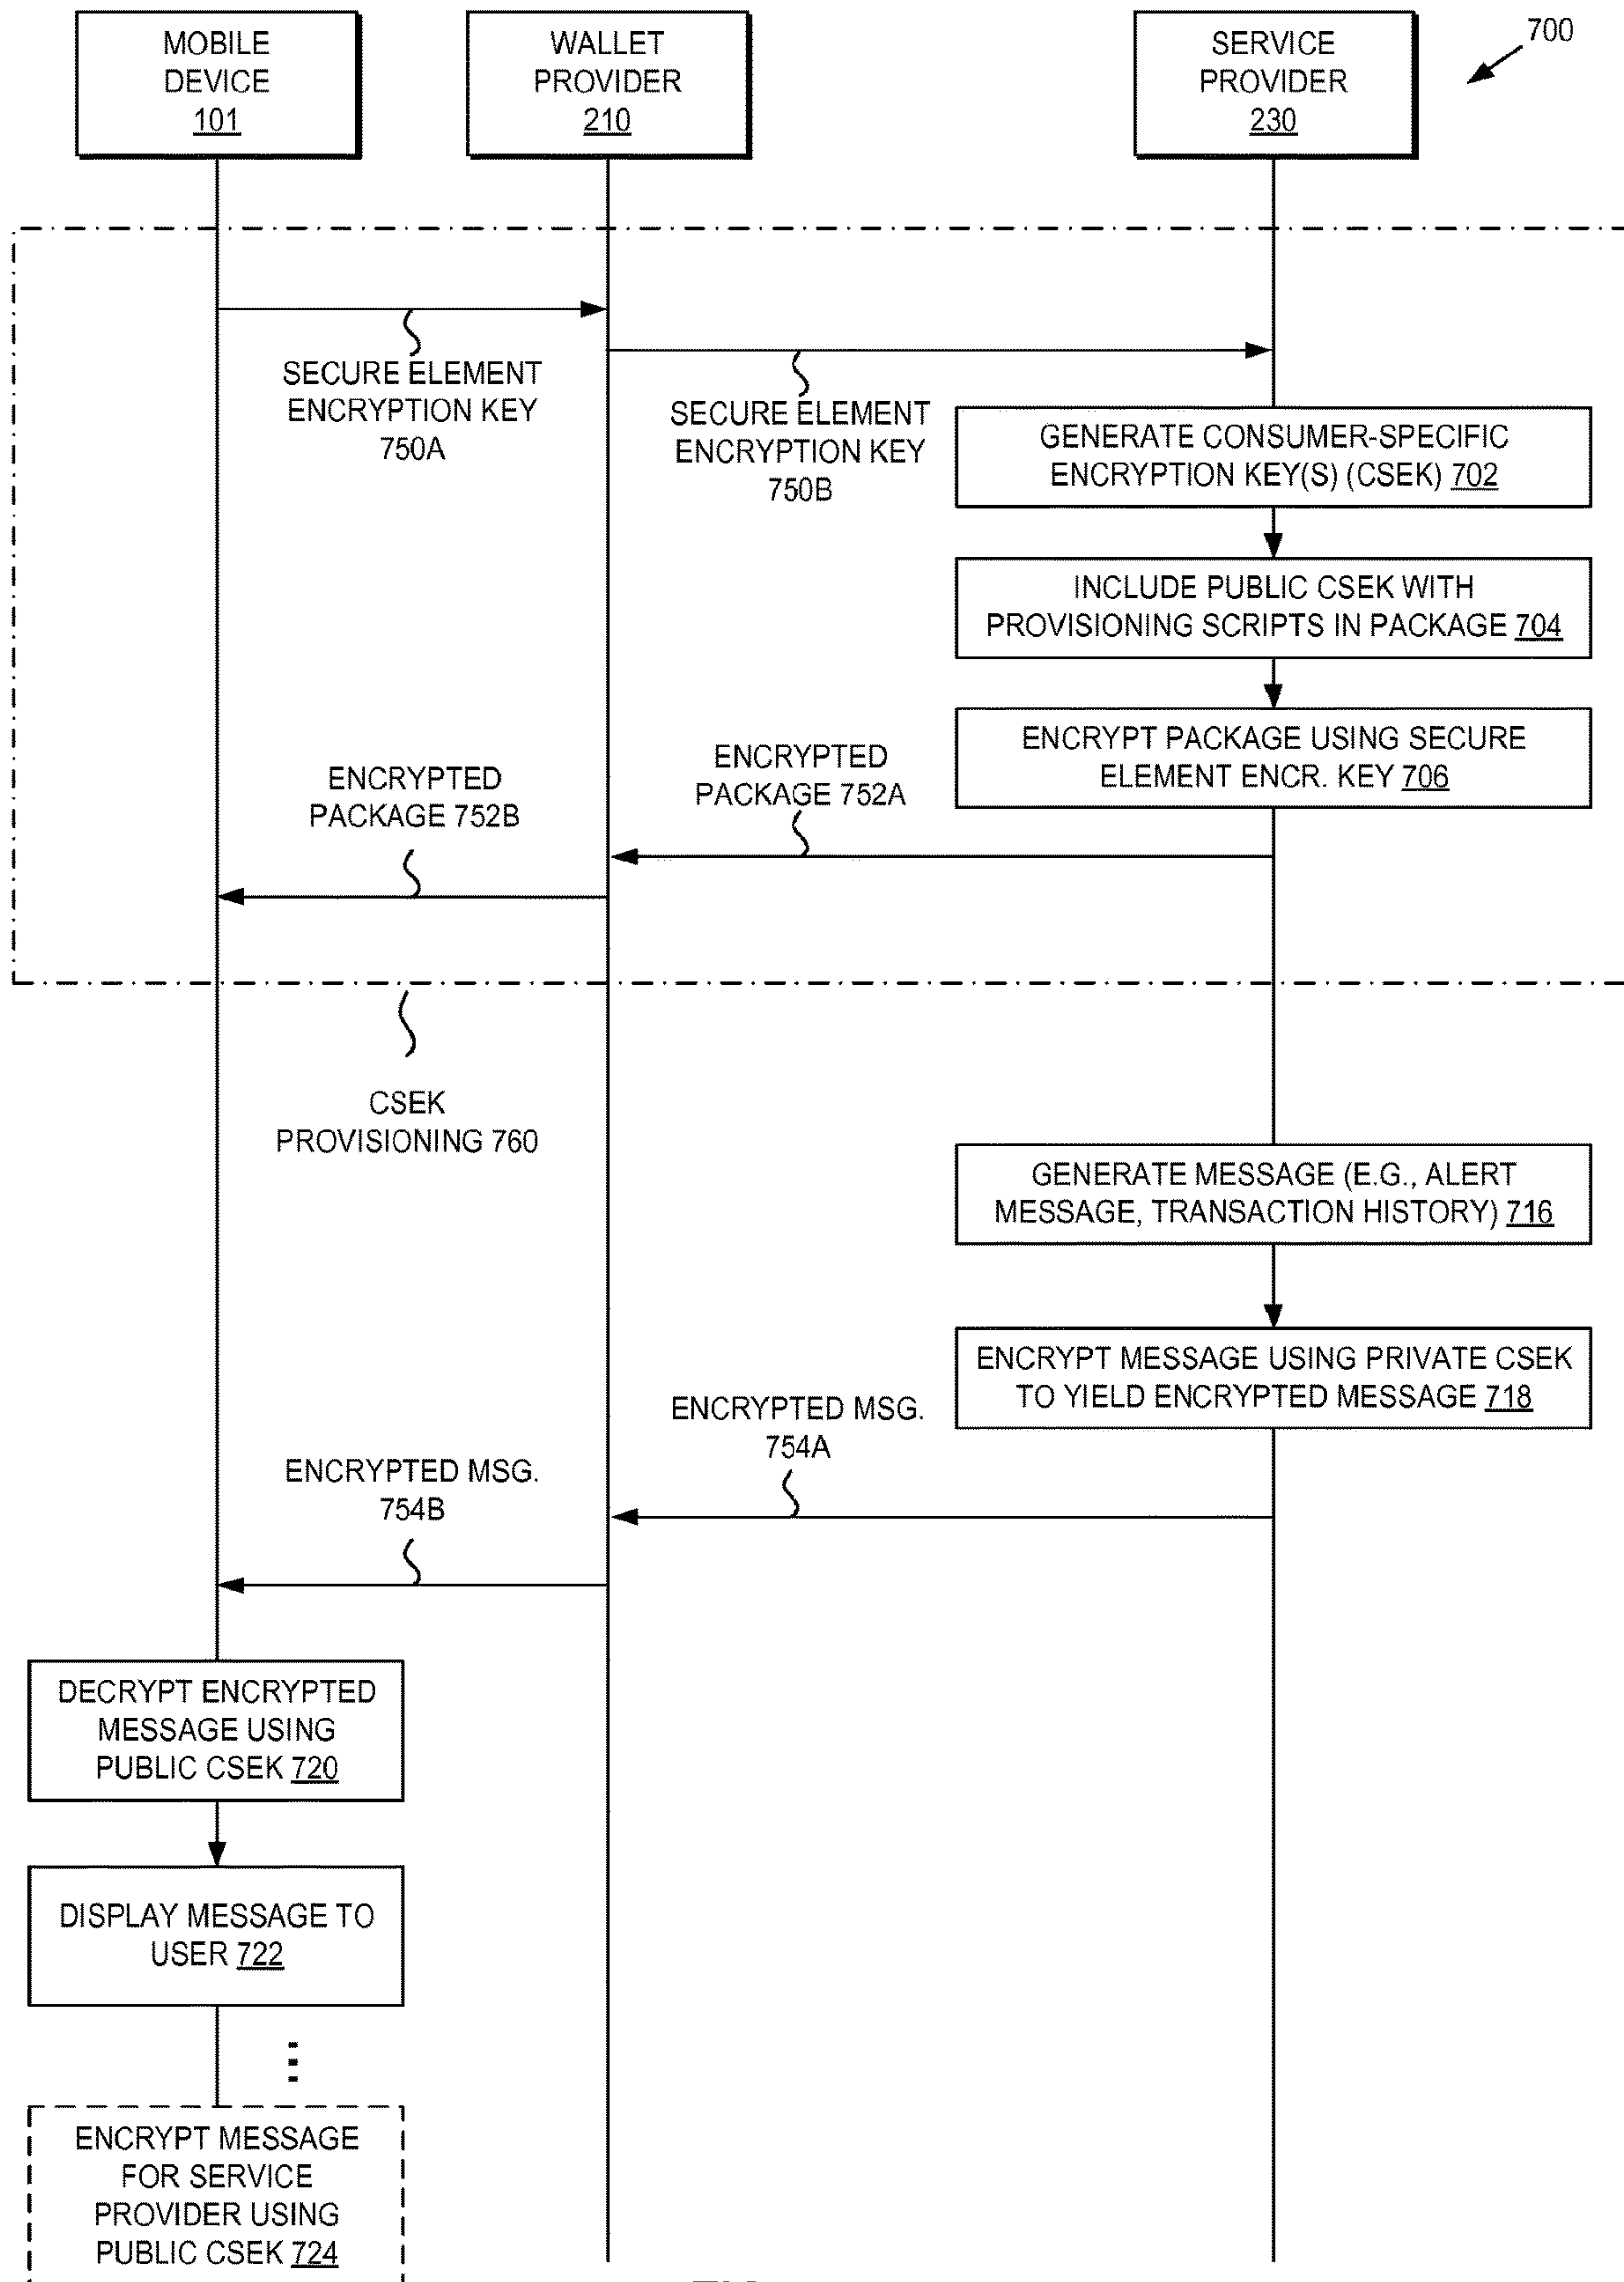 MOBILE
DEVICE
101
WALLET
PROVIDER
210
SERVICE
PROVIDER
230
700
SECURE ELEMENT
ENCRYPTION KEY
750A
SECURE ELEMENT
ENCRYPTION KEY
750B
GENERATE CONSUMER-SPECIFIC
ENCRYPTION KEY(S) (CSEK) 702
INCLUDE PUBLIC CSEK WITH
PROVISIONING SCRIPTS IN PACKAGE 704
ENCRYPT PACKAGE USING SECURE
ELEMENT ENCR. KEY 706
ENCRYPTED
PACKAGE 752A
ENCRYPTED
PACKAGE 752B
CSEK
PROVISIONING 760
GENERATE MESSAGE (E.G., ALERT
MESSAGE, TRANSACTION HISTORY) 716
ENCRYPT MESSAGE USING PRIVATE CSEK
TO YIELD ENCRYPTED MESSAGE 718
ENCRYPTED MSG.
754A
ENCRYPTED MSG.
754B
DECRYPT ENCRYPTED
MESSAGE USING
PUBLIC CSEK 720
DISPLAY MESSAGE TO
USER 722
ENCRYPT MESSAGE
FOR SERVICE
PROVIDER USING
PUBLIC CSEK 724